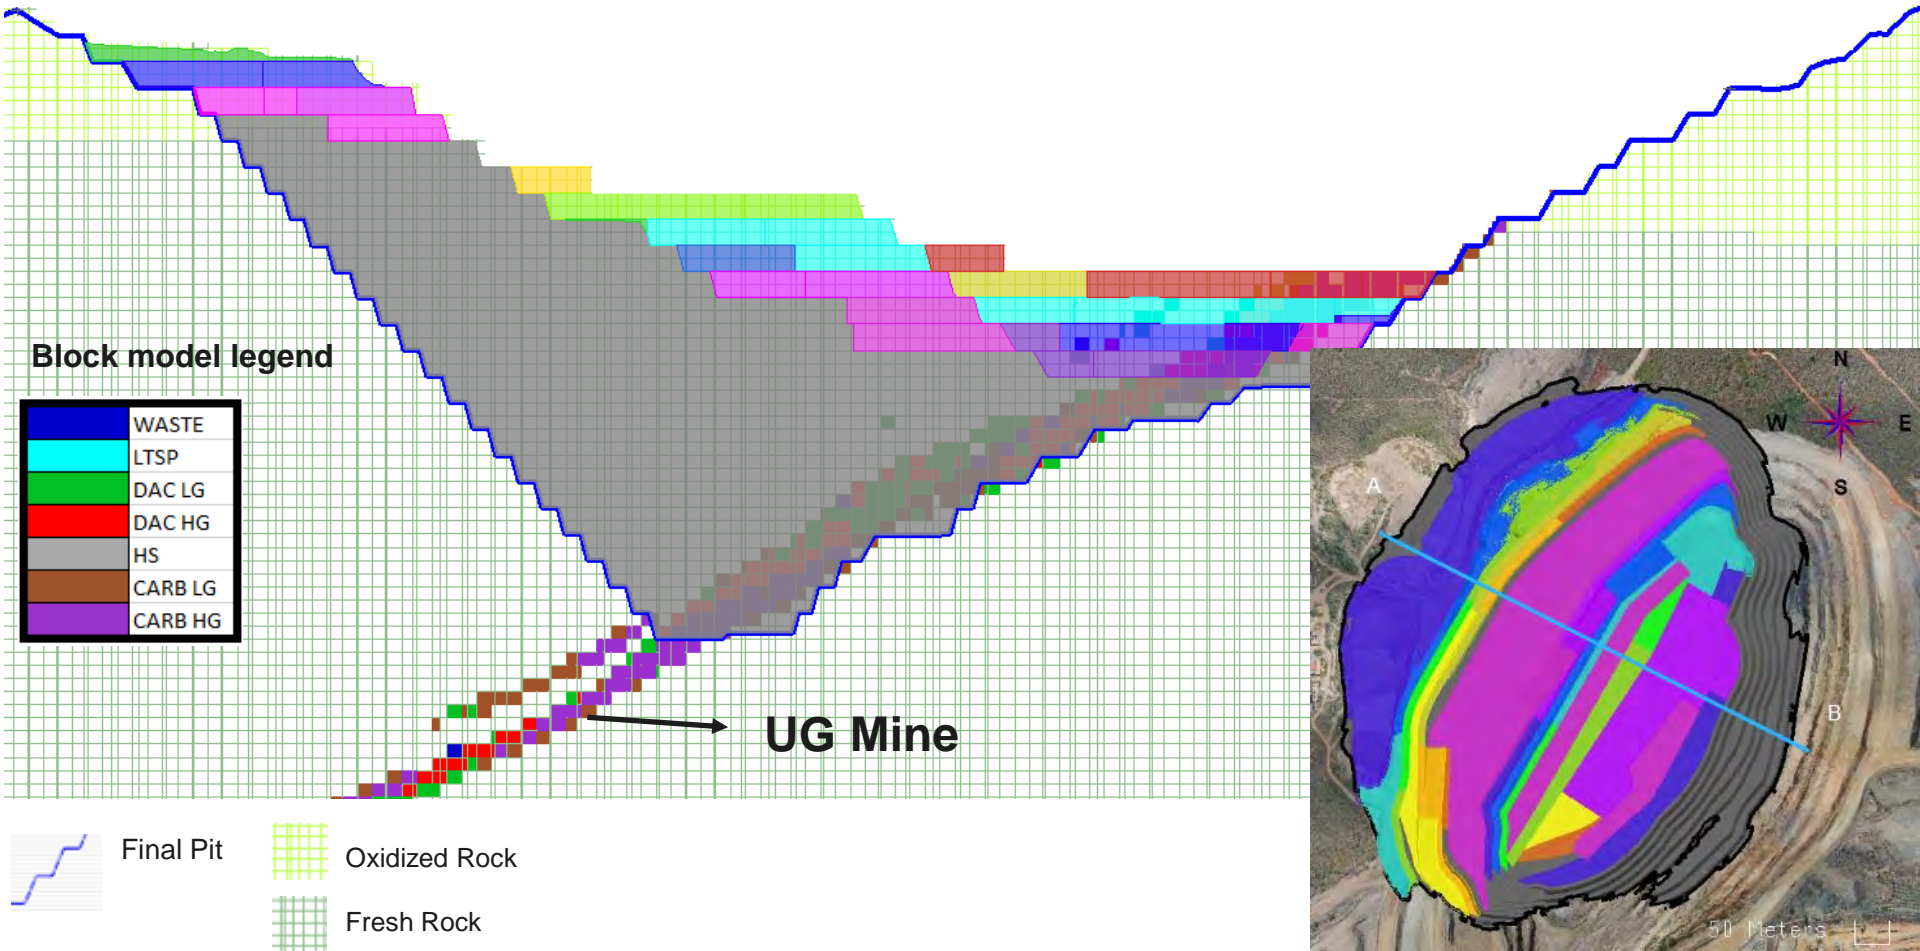 Block model legend
WASTE
LTSP
DAC LG
DAC HG
HS
CARB LG
CARB HG
UG Mine
N
W
E
S
A
B
50 Meters
Final Pit
Oxidized Rock
Fresh Rock